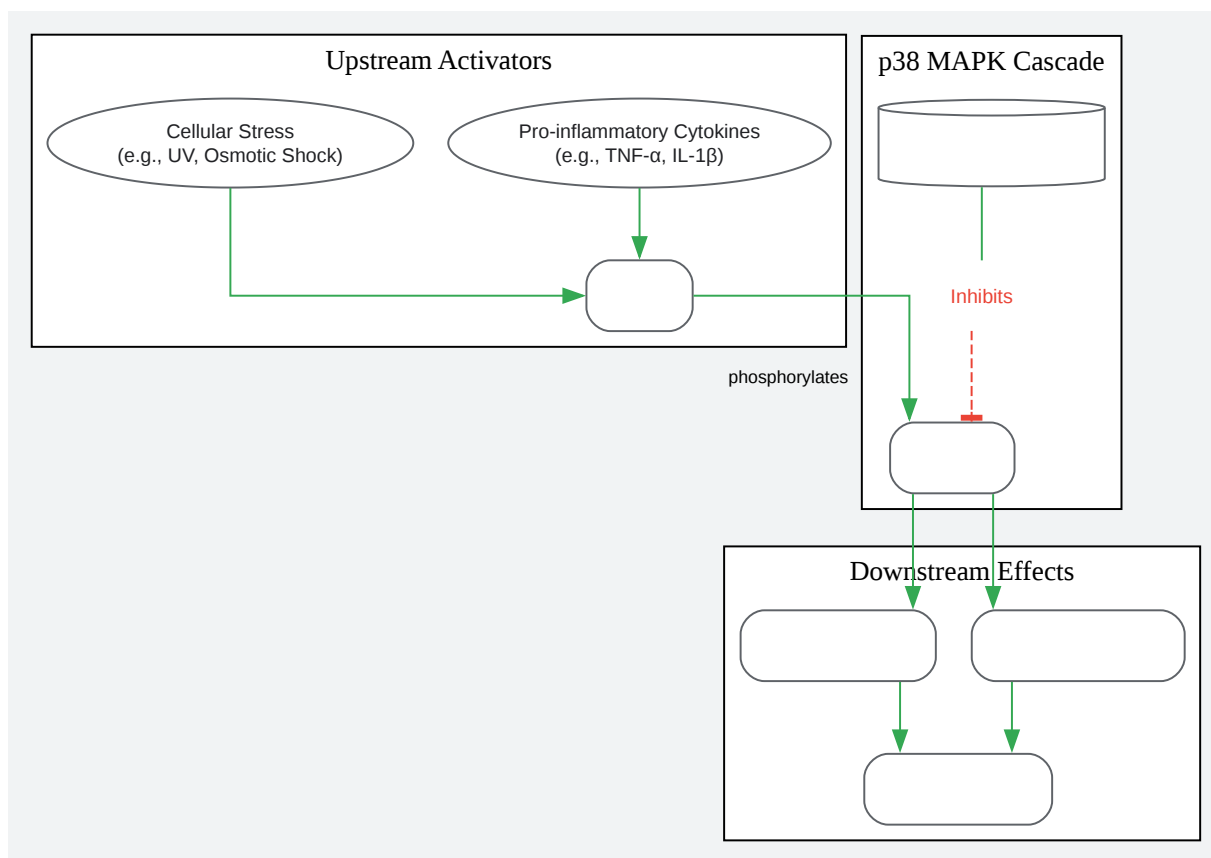 Upstream Activators
p38 MAPK Cascade
Cellular Stress
(e.g., UV, Osmotic Shock)
Pro-inflammatory Cytokines
(e.g., TNF-α, IL-1β)
Inhibits
phosphorylates
Downstream Effects